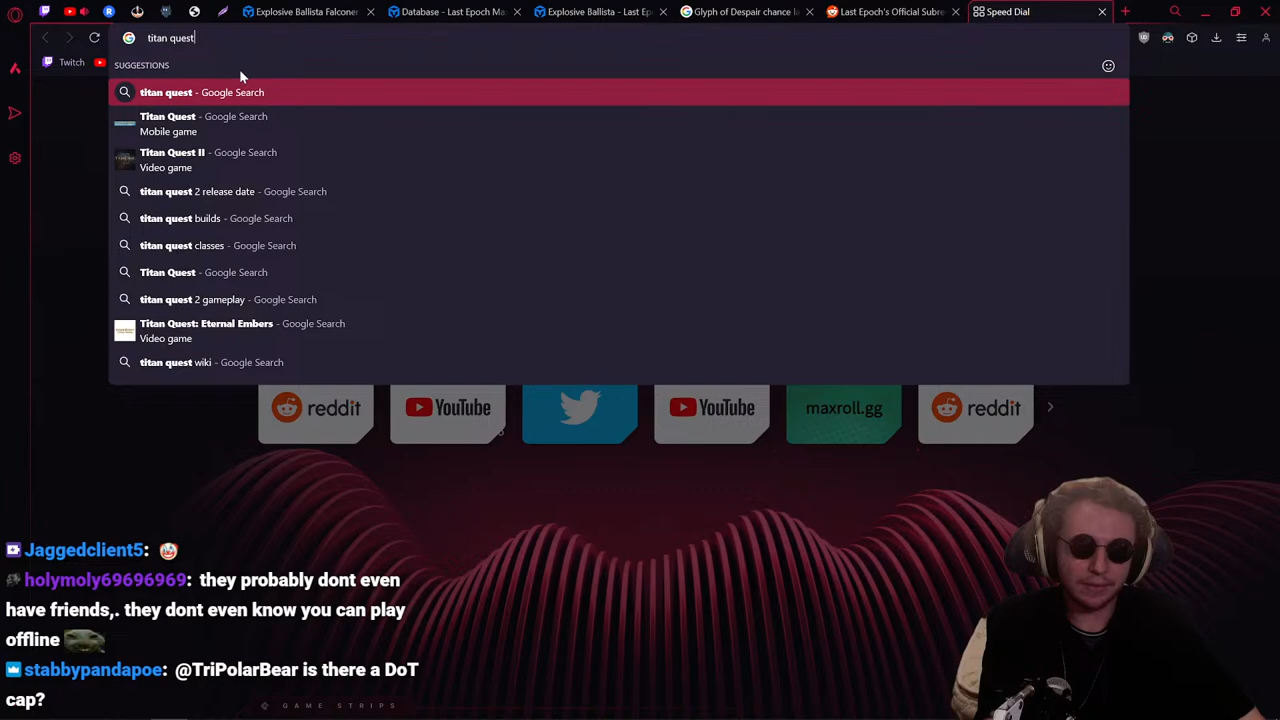 Explosive Ballista Falconer
Database - Last Epoch Ma
Explosive Ballista - Last Ep
Glyph of Despair chance la
Last Epoch's Official Subre
Speed Dial
titan quest
Twitch
SUGGESTIONS
titan quest - Google Search
Titan Quest - Google Search
Mobile game
Titan Quest II - Google Search
Video game
titan quest 2 release date - Google Search
titan quest builds - Google Search
titan quest classes - Google Search
Titan Quest - Google Search
titan quest 2 gameplay - Google Search
Titan Quest: Eternal Embers - Google Search
Video game
titan quest wiki - Google Search
reddit
YouTube
YouTube
maxroll.gg
reddit
Jaggedclient5:
holymoly69696969: they probably dont even
have friends,. they dont even know you can play
offline
stabbypandapoe: @TriPolarBear is there a DoT
cap?
GAME STRIPS